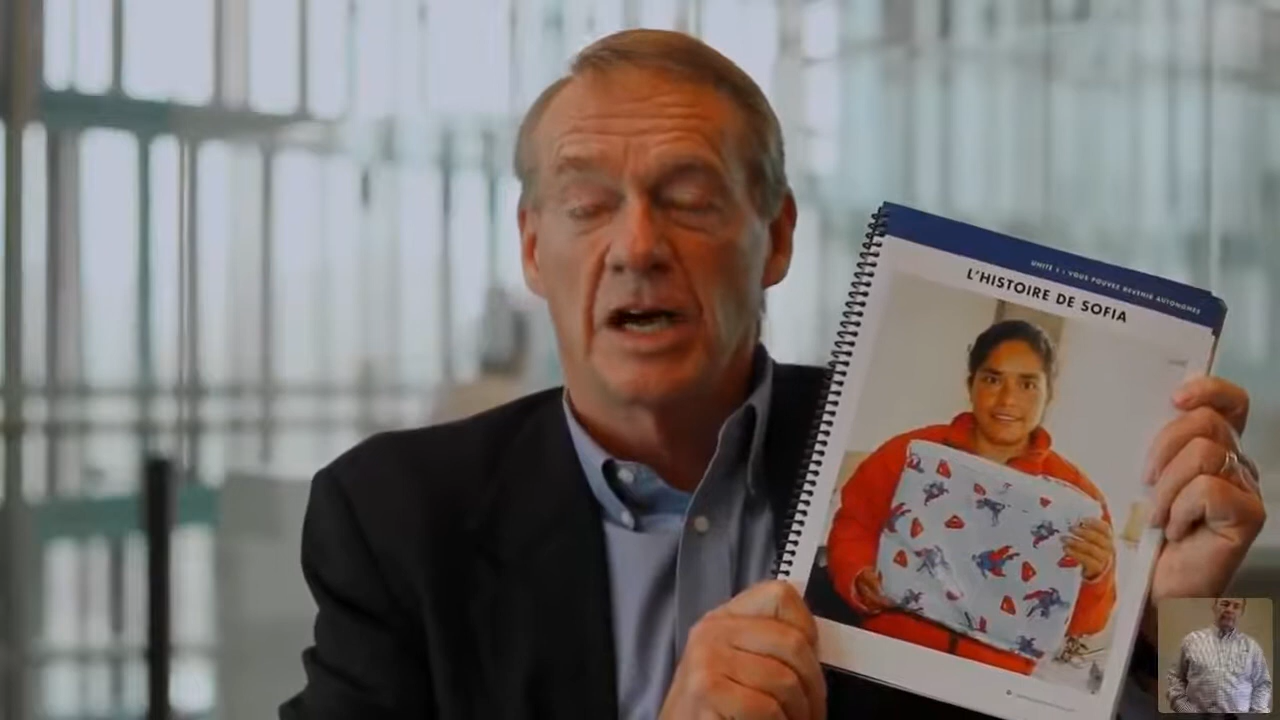 UNITÉ 1 : VOUS POUVEZ DEVENIR AUTONOMES
L'HISTOIRE DE SOFIA